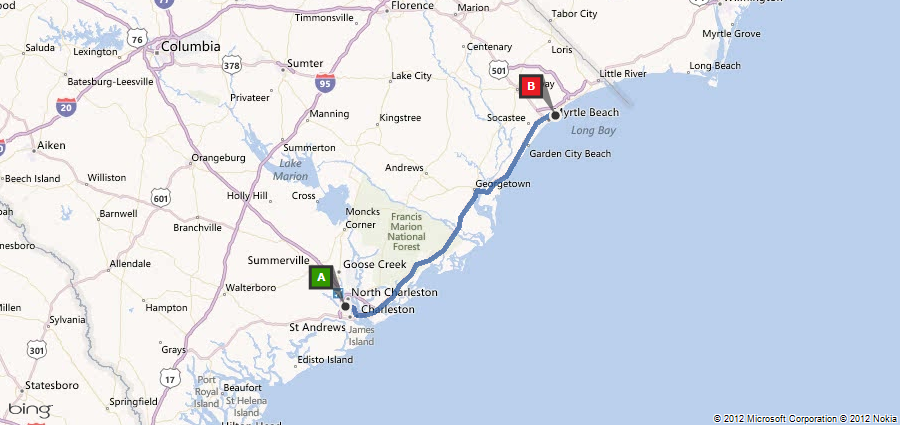 Timmonsville
Florence
Marion
Tabor City
Wilmington
Myrtle Grove
Saluda
Lexington
76
Columbia
Centenary
Loris
Batesburg-Leesville
378
Sumter
95
Lake City
501
Little River
Long Beach
B
way
20
Privateer
Manning
Kingstree
Socastee
Myrtle Beach
Long Bay
Aiken
Orangeburg
Summerton
Lake
Marion
Garden City Beach
Beech Island
Williston
Andrews
Georgetown
601
Holly Hill
Cross
Barnwell
Branchville
Moncks
Corner
Francis
Marion
National
Forest
Allendale
Summerville
Goose Creek
A
Walterboro
North Charleston
Charleston
Hampton
Sylvania
St Andrews
James
Island
301
Grays
Edisto Island
17
Statesboro
Port
Royal
Island
Beaufort
St Helena
Island
Springfield
bing
© 2012 Microsoft Corporation © 2012 Nokia